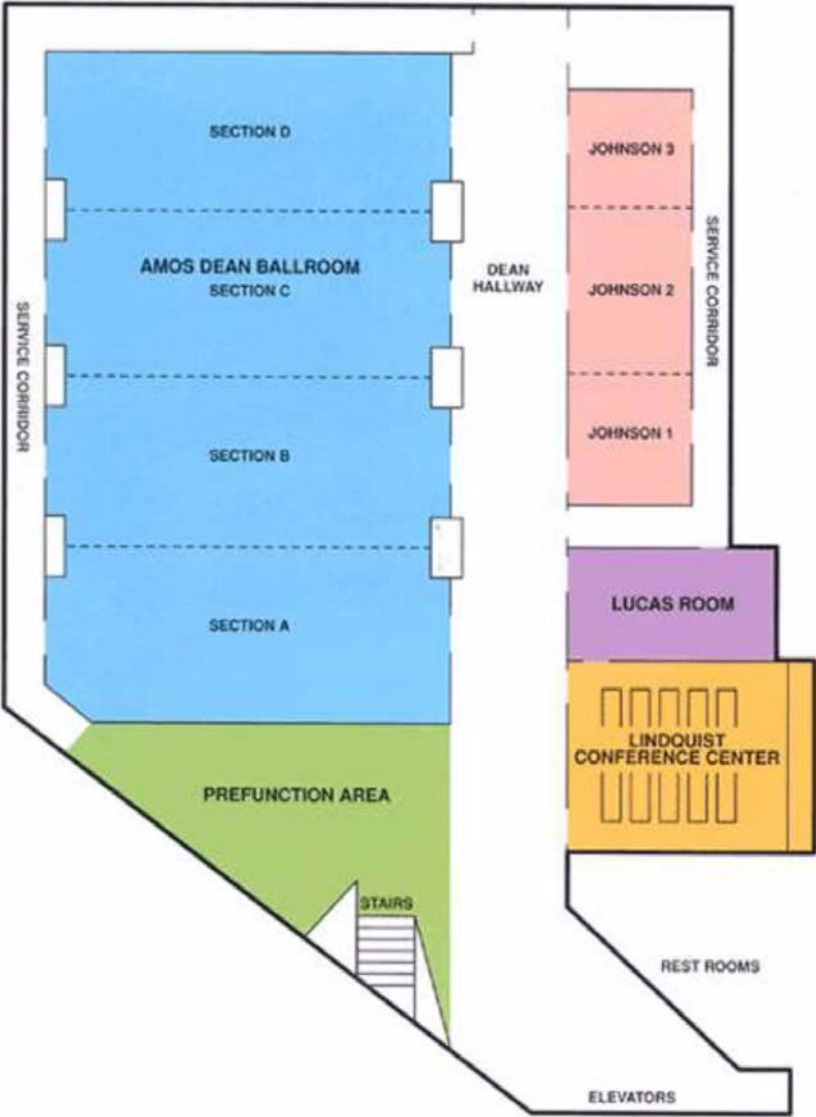 SECTION D
JOHNSON 3
SERVICE CORRIDOR
AMOS DEAN BALLROOM
SECTION C
DEAN
HALLWAY
JOHNSON 2
SERVICE CORRIDOR
JOHNSON 1
SECTION B
LUCAS ROOM
SECTION A
LINDQUIST
CONFERENCE CENTER
PREFUNCTION AREA
STAIRS
REST ROOMS
ELEVATORS